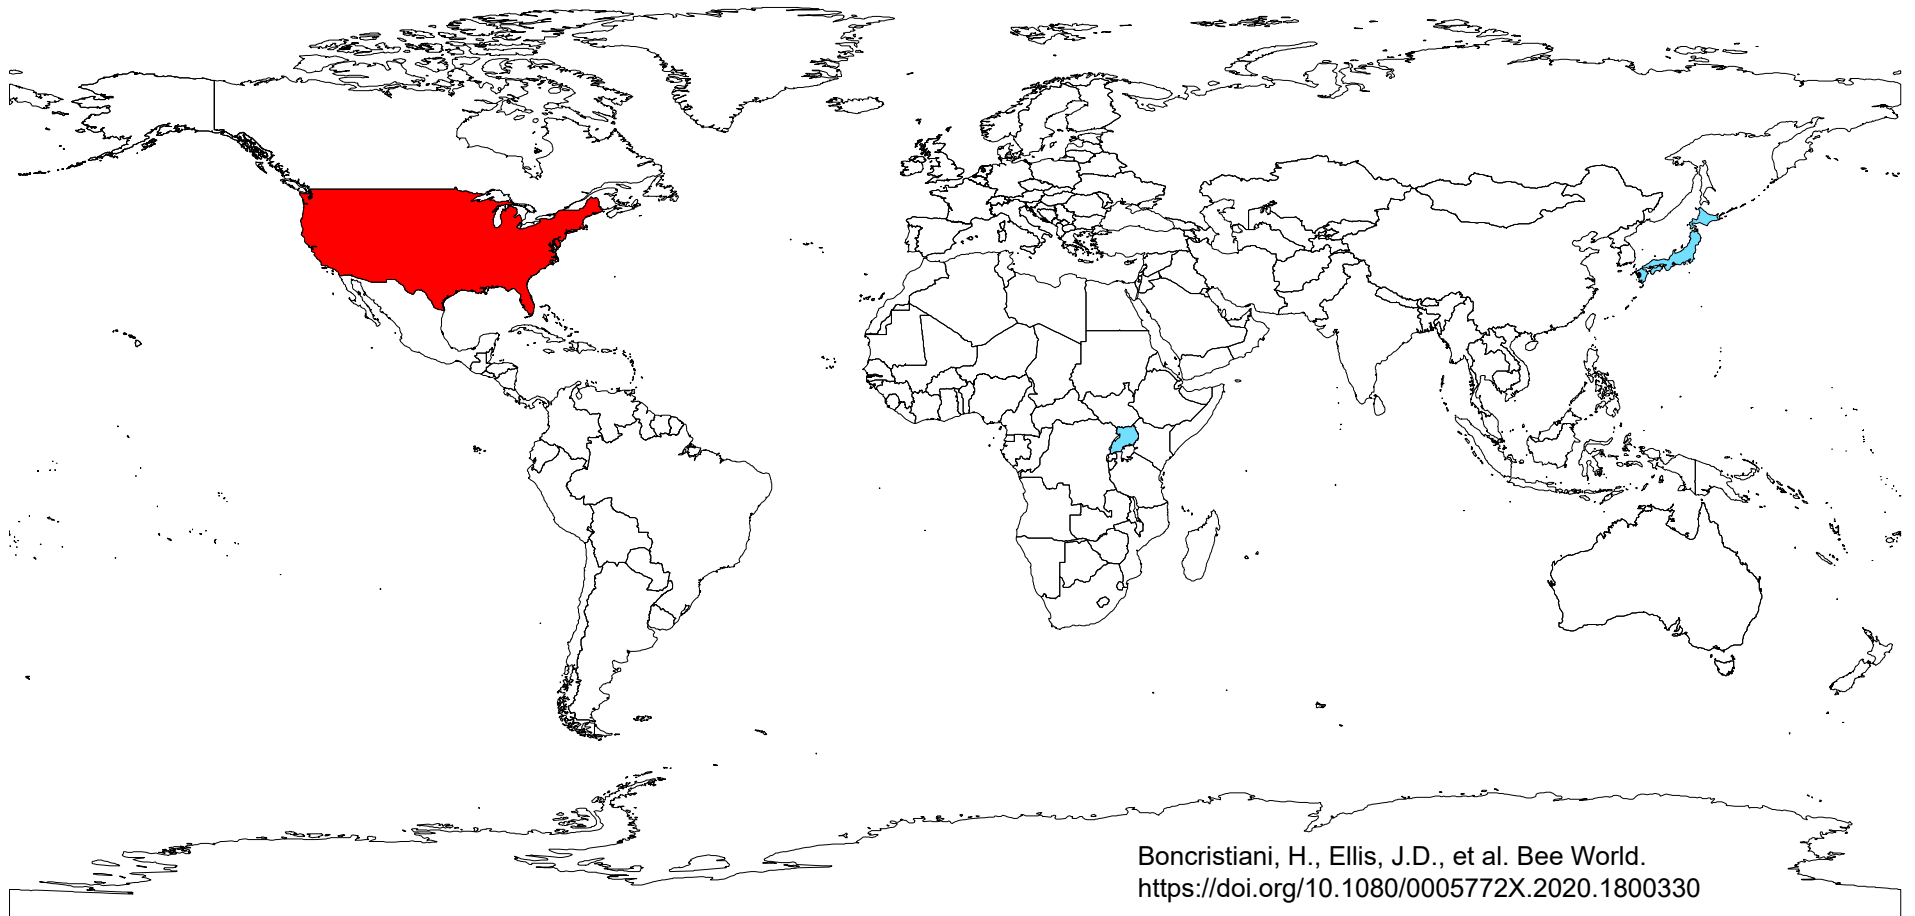 Boncristiani, H., Ellis, J.D., et al. Bee World.
https://doi.org/10.1080/0005772X.2020.1800330